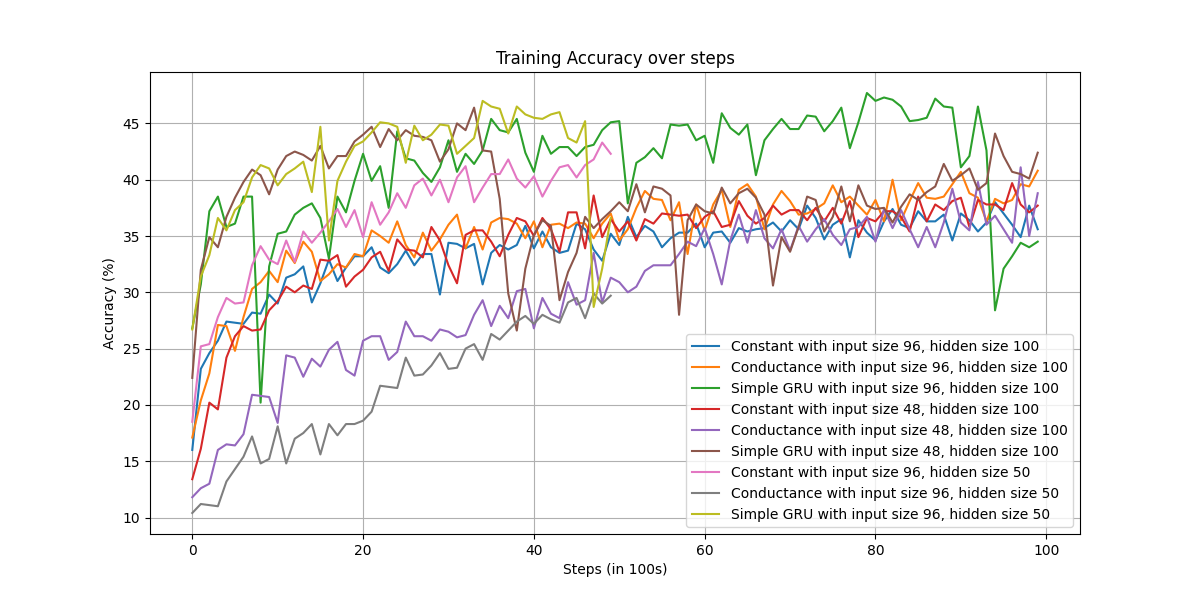 Training Accuracy over steps
Accuracy (%)
45
40
35
30
25
20
15
10
Constant with input size 96, hidden size 100
Conductance with input size 96, hidden size 100
Simple GRU with input size 96, hidden size 100
Constant with input size 48, hidden size 100
Conductance with input size 48, hidden size 100
Simple GRU with input size 48, hidden size 100
Constant with input size 96, hidden size 50
Conductance with input size 96, hidden size 50
Simple GRU with input size 96, hidden size 50
0 20 40 60 80 100
Steps (in 100s)